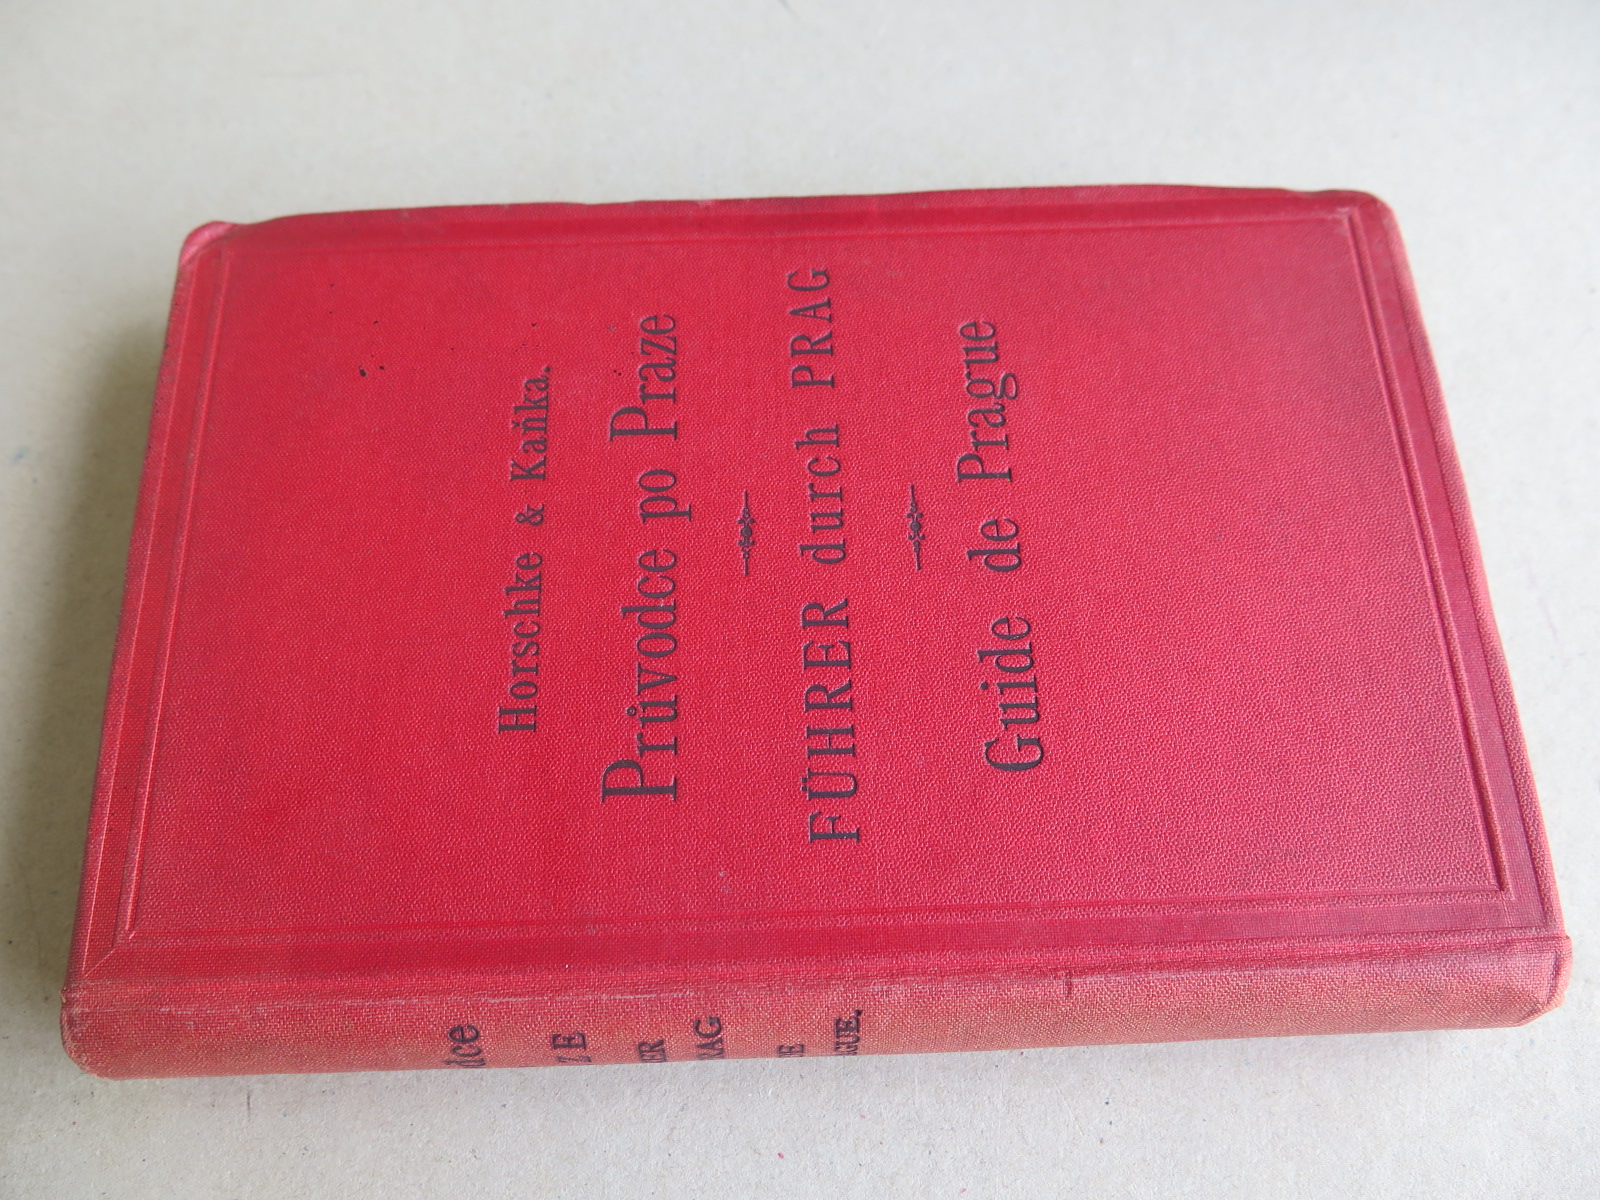 Horschke & Kaňka.
Průvodce po Praze
FÜHRER durch PRAG
Guide de Prague